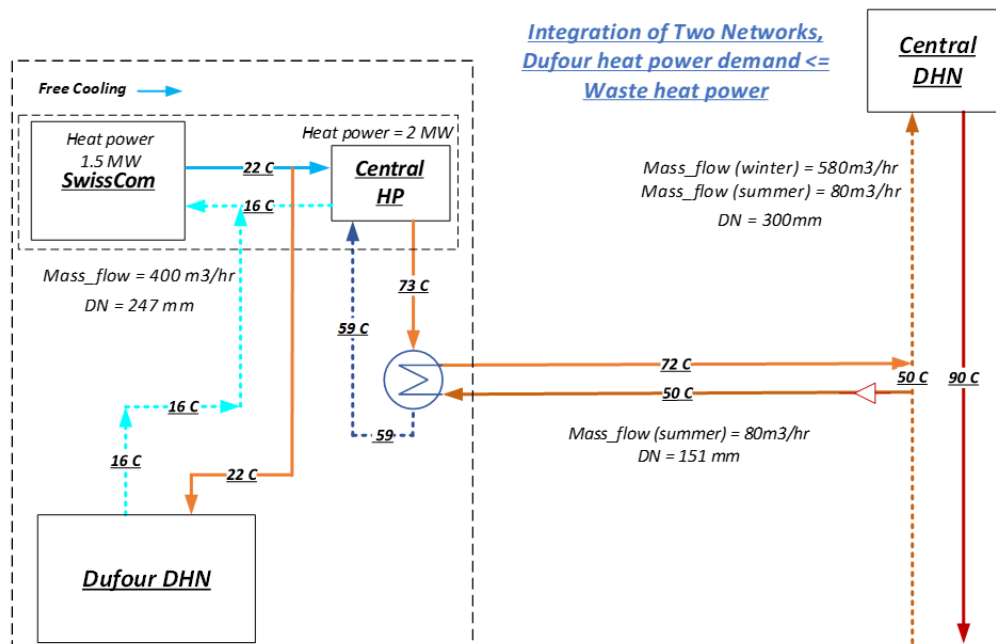 Integration of Two Networks,
Dufour heat power demand <=
Waste heat power
Central
DHN
Free Cooling
Heat power
1.5 MW
SwissCom
Heat power = 2 MW
Central
HP
22 C
16 C
Mass_flow (winter) = 580m3/hr
Mass_flow (summer) = 80m3/hr
DN = 300mm
Mass_flow = 400 m3/hr
DN = 247 mm
73 C
59 C
72 C
50 C
50 C
90 C
16 C
59
Mass_flow (summer) = 80m3/hr
DN = 151 mm
16 C
22 C
Dufour DHN